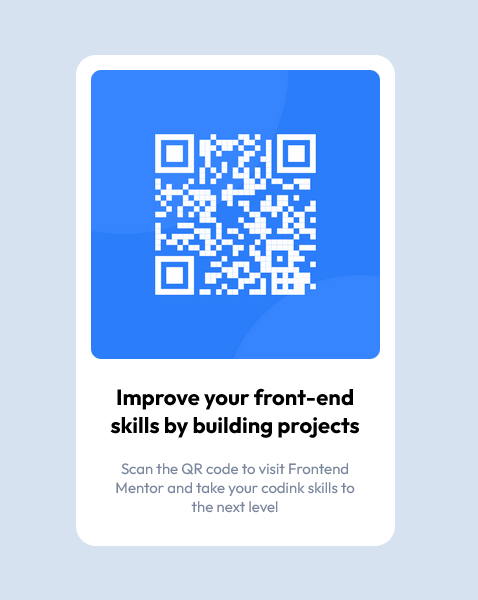 Improve your front-end
skills by building projects
Scan the QR code to visit Frontend
Mentor and take your codink skills to
the next level